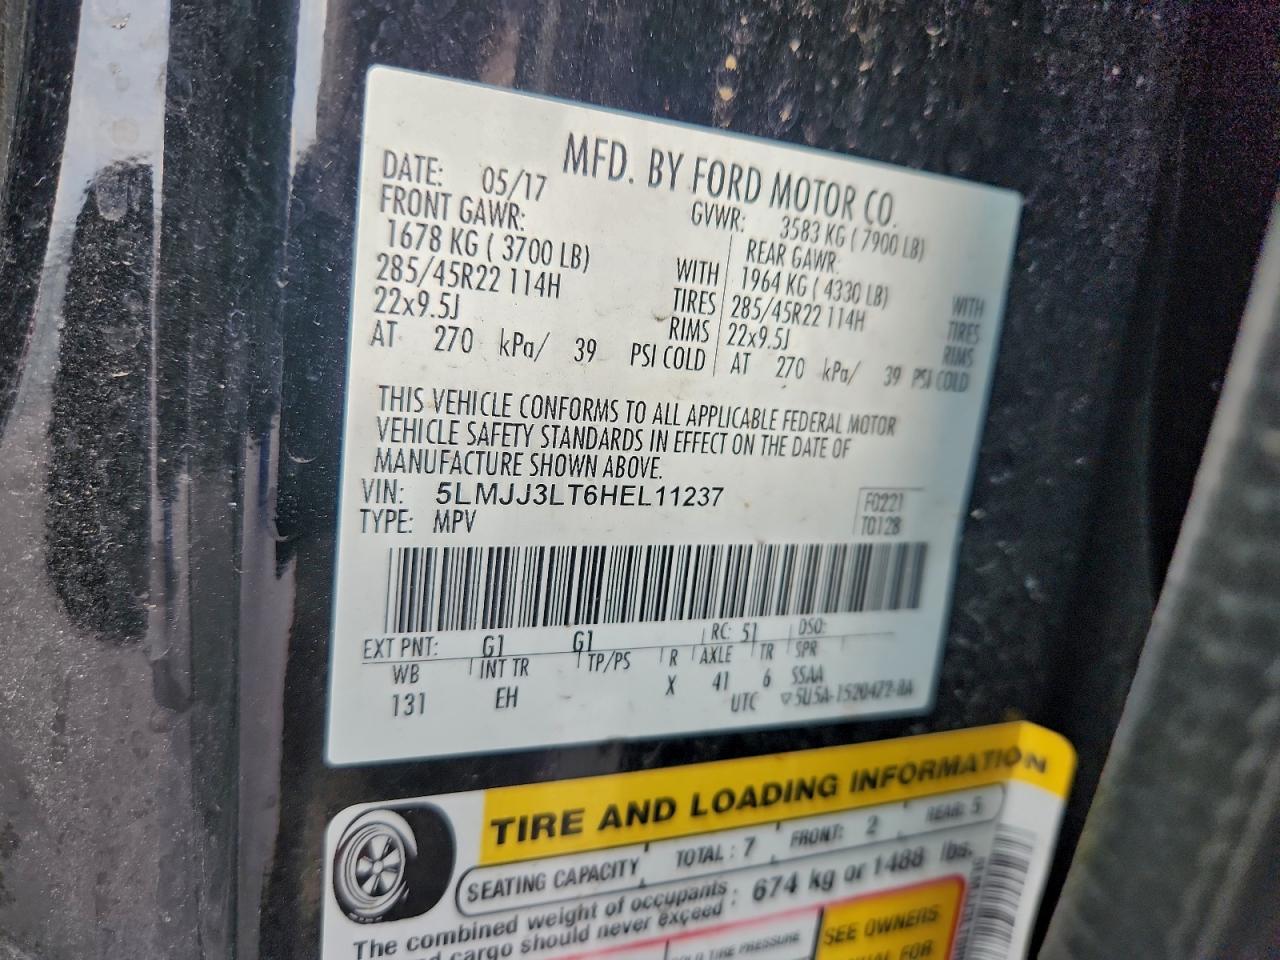 MFD. BY FORD MOTOR CO.
DATE: 05/17 GVWR: 3583 KG ( 7900 LB)
FRONT GAWR: REAR GAWR:
1678 KG ( 3700 LB) WITH 1964 KG ( 4330 LB) WITH
285/45R22 114H TIRES 285/45R22 114H TIRES
22x9.5J RIMS 22x9.5J RIMS
AT 270 kPa/ 39 PSI COLD AT 270 kPa/ 39 PSI COLD
THIS VEHICLE CONFORMS TO ALL APPLICABLE FEDERAL MOTOR
VEHICLE SAFETY STANDARDS IN EFFECT ON THE DATE OF
MANUFACTURE SHOWN ABOVE.
VIN: 5LMJJ3LT6HEL11237 F0221
TYPE: MPV T0128
EXT PNT: G1 G1 RC: 51 DSO:
WB INT TR TP/PS R AXLE TR SPR
131 EH X 41 6 SSAA
UTC ▽5U5A-1520472-BA
TIRE AND LOADING INFORMATION
SEATING CAPACITY TOTAL : 7 FRONT: 2 REAR: 5
The combined weight of occupants
cargo should never exceed : 674 kg or 1488 lbs.
TIRE PRESSURE SEE OWNERS
FOR